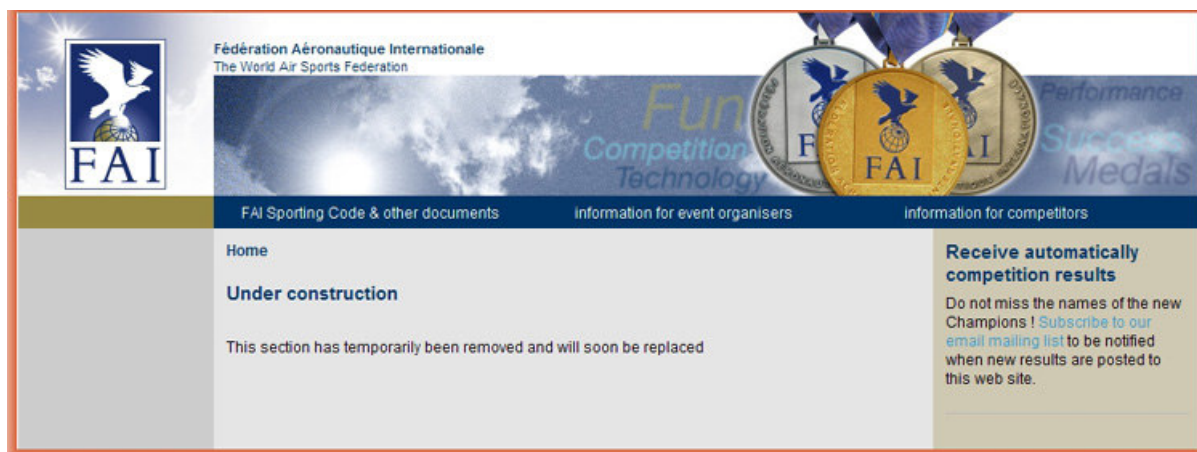 FAI
Fédération Aéronautique Internationale
The World Air Sports Federation
Fun
Competition
Technology
Performance
Success
Medals
FAI
FAI Sporting Code & other documents
information for event organisers
information for competitors
Home
Under construction
This section has temporarily been removed and will soon be replaced
Receive automatically
competition results
Do not miss the names of the new
Champions ! Subscribe to our
email mailing list to be notified
when new results are posted to
this web site.